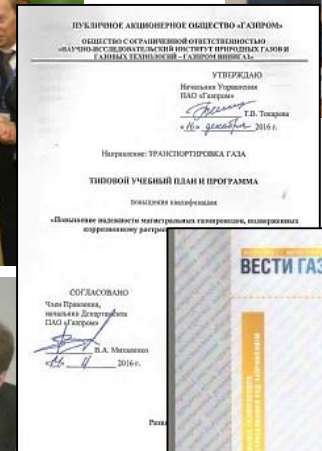 ПУБЛИЧНОЕ АКЦИОНЕРНОЕ ОБЩЕСТВО «ГАЗПРОМ»
ОБЩЕСТВО С ОГРАНИЧЕННОЙ ОТВЕТСТВЕННОСТЬЮ
«НАУЧНО-ИССЛЕДОВАТЕЛЬСКИЙ ИНСТИТУТ ПРИРОДНЫХ ГАЗОВ И
ГАЗОВЫХ ТЕХНОЛОГИЙ – ГАЗПРОМ ВНИИГАЗ»
УТВЕРЖДАЮ
Начальник Управления
ПАО «Газпром»
Т.В. Токарева
«16» декабря 2016 г.
Направление: ТРАНСПОРТИРОВКА ГАЗА
ТИПОВОЙ УЧЕБНЫЙ ПЛАН И ПРОГРАММА
повышения квалификации
«Повышение надежности магистральных газопроводов, подверженных
коррозионному растрес
СОГЛАСОВАНО
Член Правления,
начальник Департамента
ПАО «Газпром»
В.А. Михаленко
2016 г.
ВЕСТИ ГАЗ